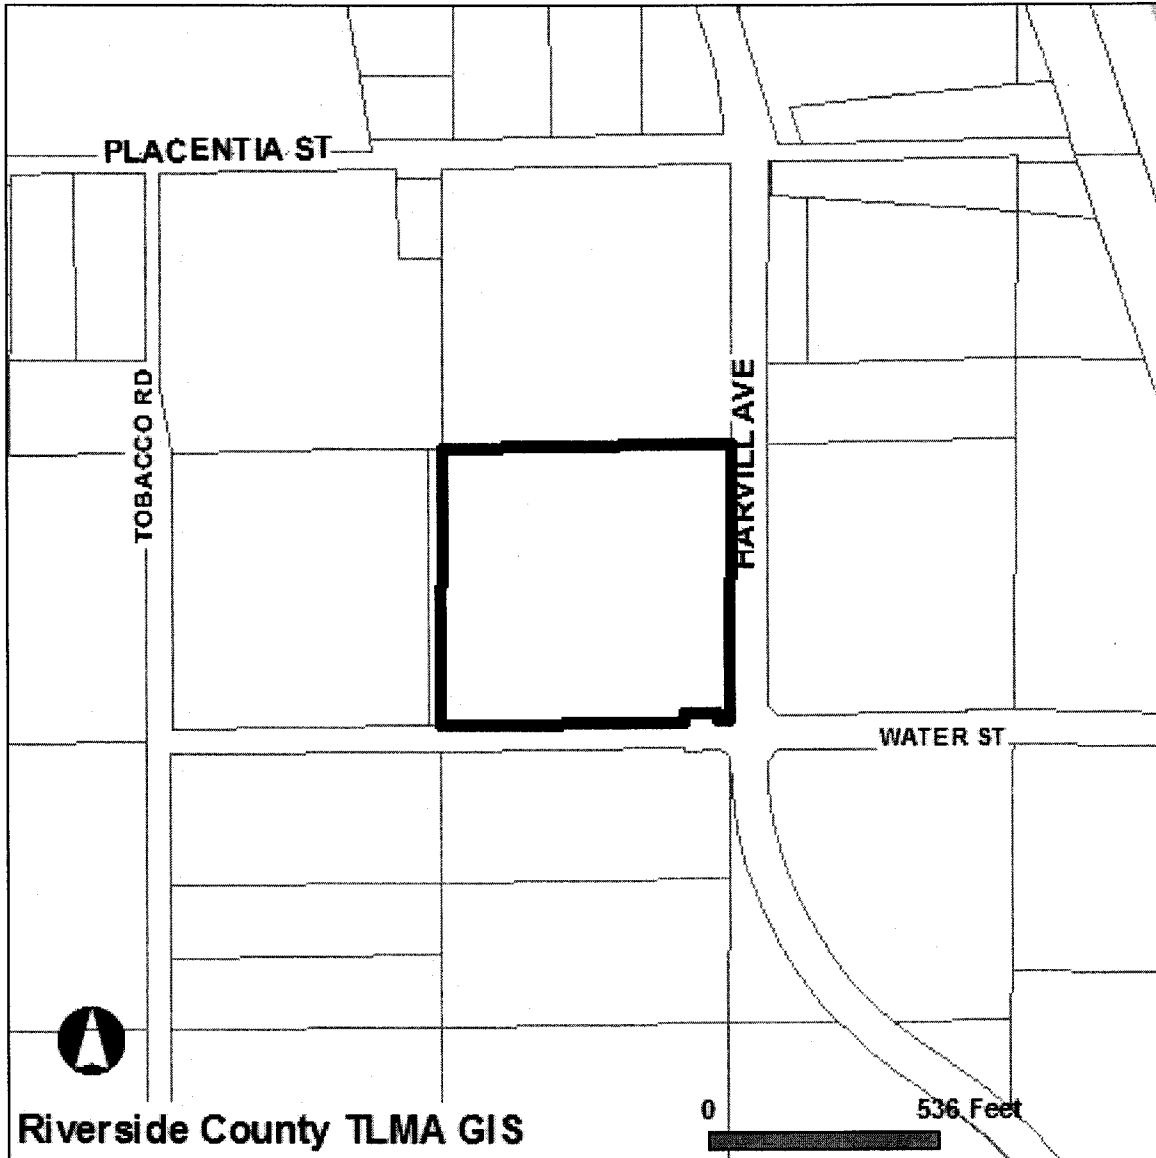 PLACENTIA ST
TOBACCO RD
HARVILL AVE
WATER ST
0 536 Feet
Riverside County TLMA GIS